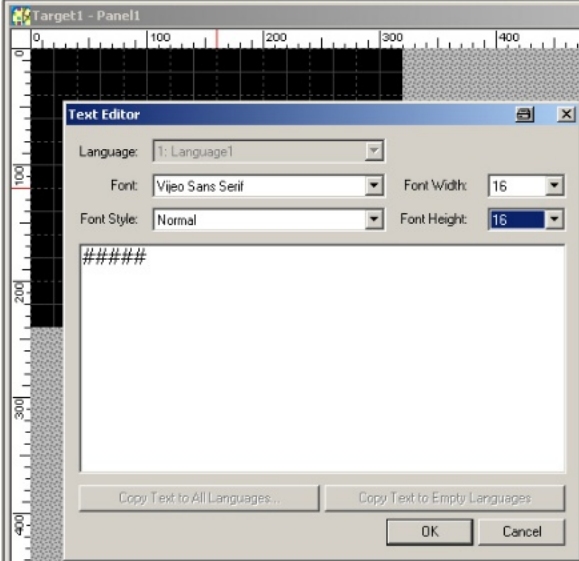 Target1 - Panel1
0 100 200 300 400
0
100
200
300
400
Text Editor
Language: 1: Language1
Font: Vijeo Sans Serif Font Width: 16
Font Style: Normal Font Height: 16
#####
Copy Text to All Languages... Copy Text to Empty Languages
OK Cancel